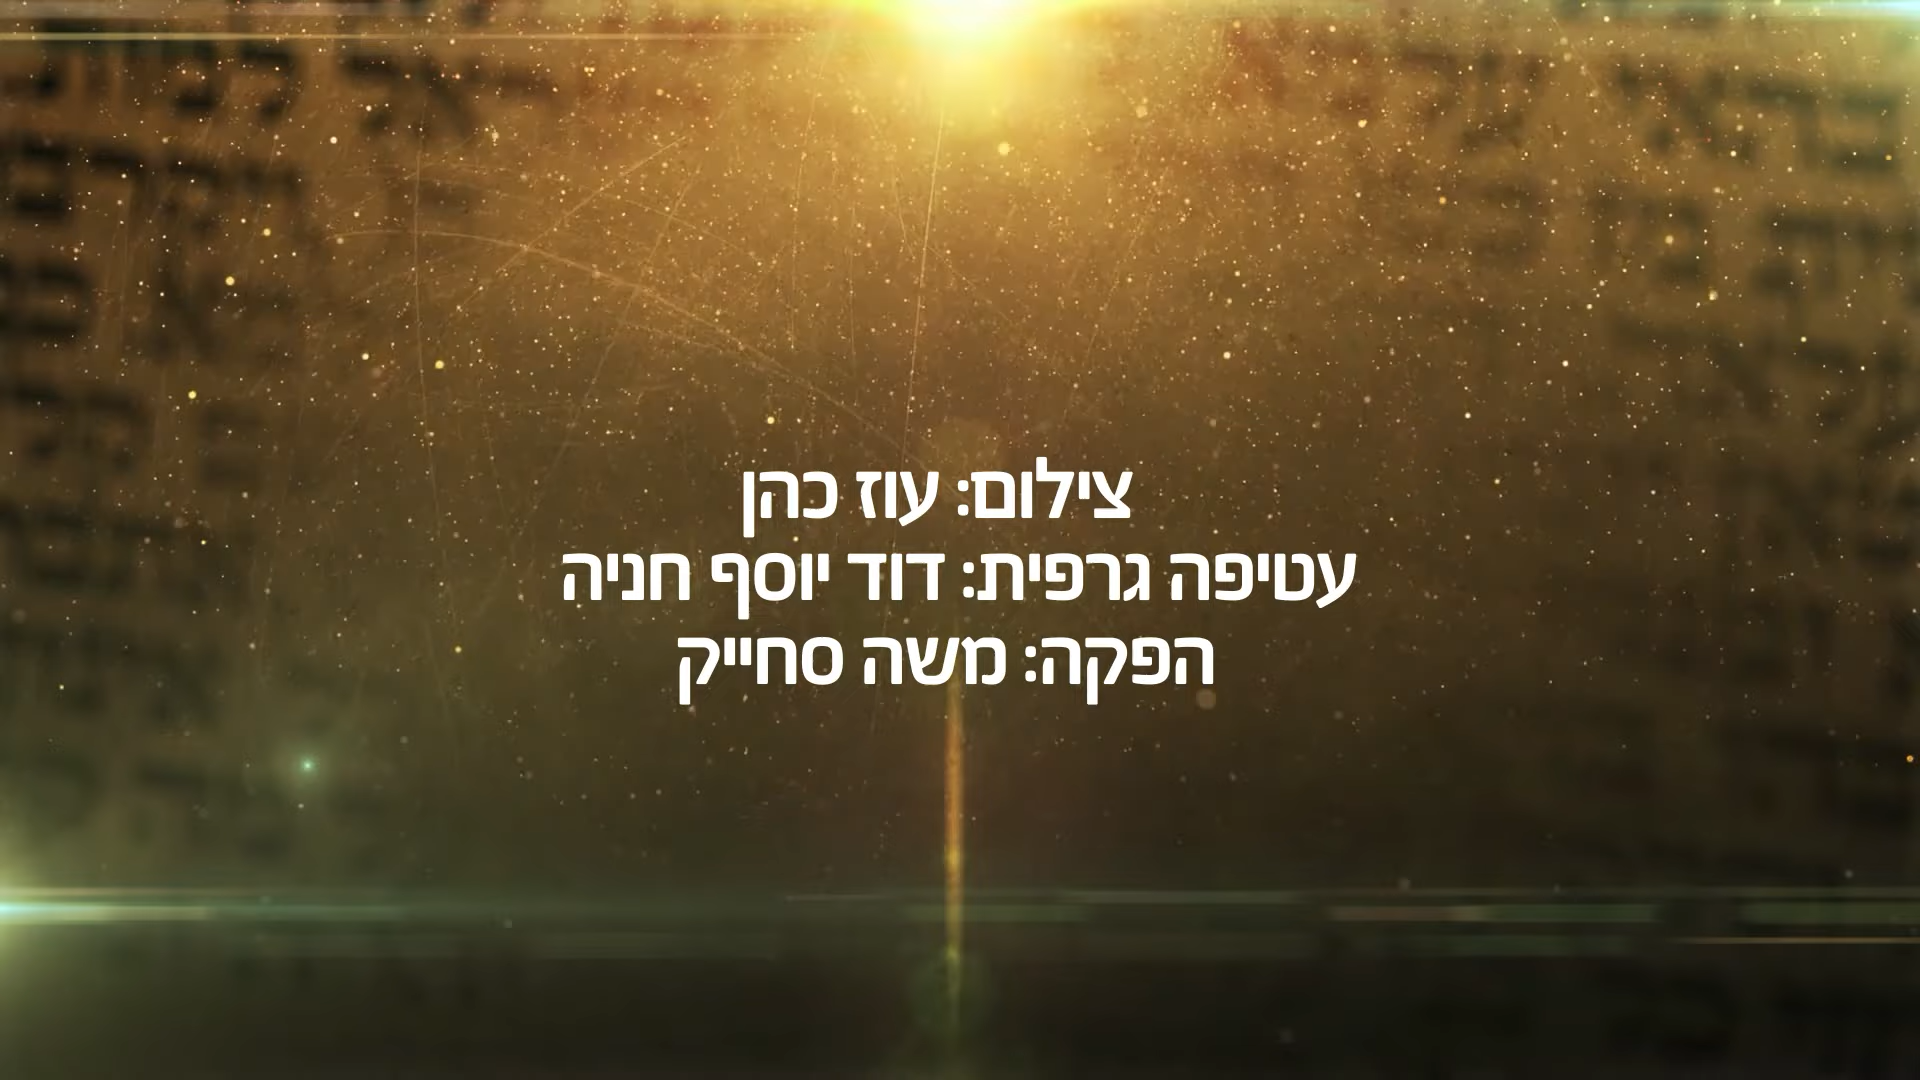 צילום: עוז כהן
עטיפה גרפית: דוד יוסף חניה
הפקה: משה סחייק